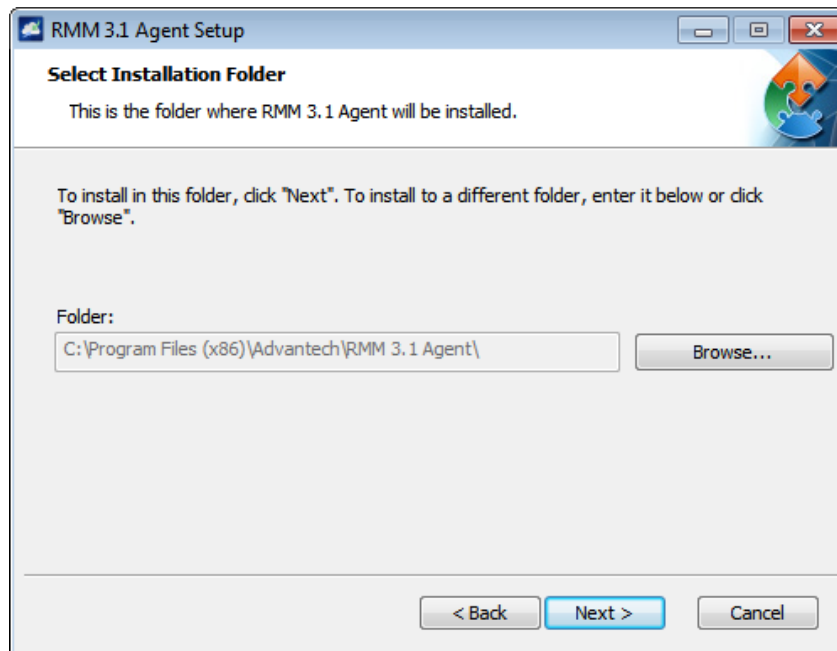 RMM 3.1 Agent Setup
Select Installation Folder
This is the folder where RMM 3.1 Agent will be installed.
To install in this folder, click "Next". To install to a different folder, enter it below or click
"Browse".
Folder:
C:\Program Files (x86)\Advantech\RMM 3.1 Agent\
Browse...
< Back
Next >
Cancel